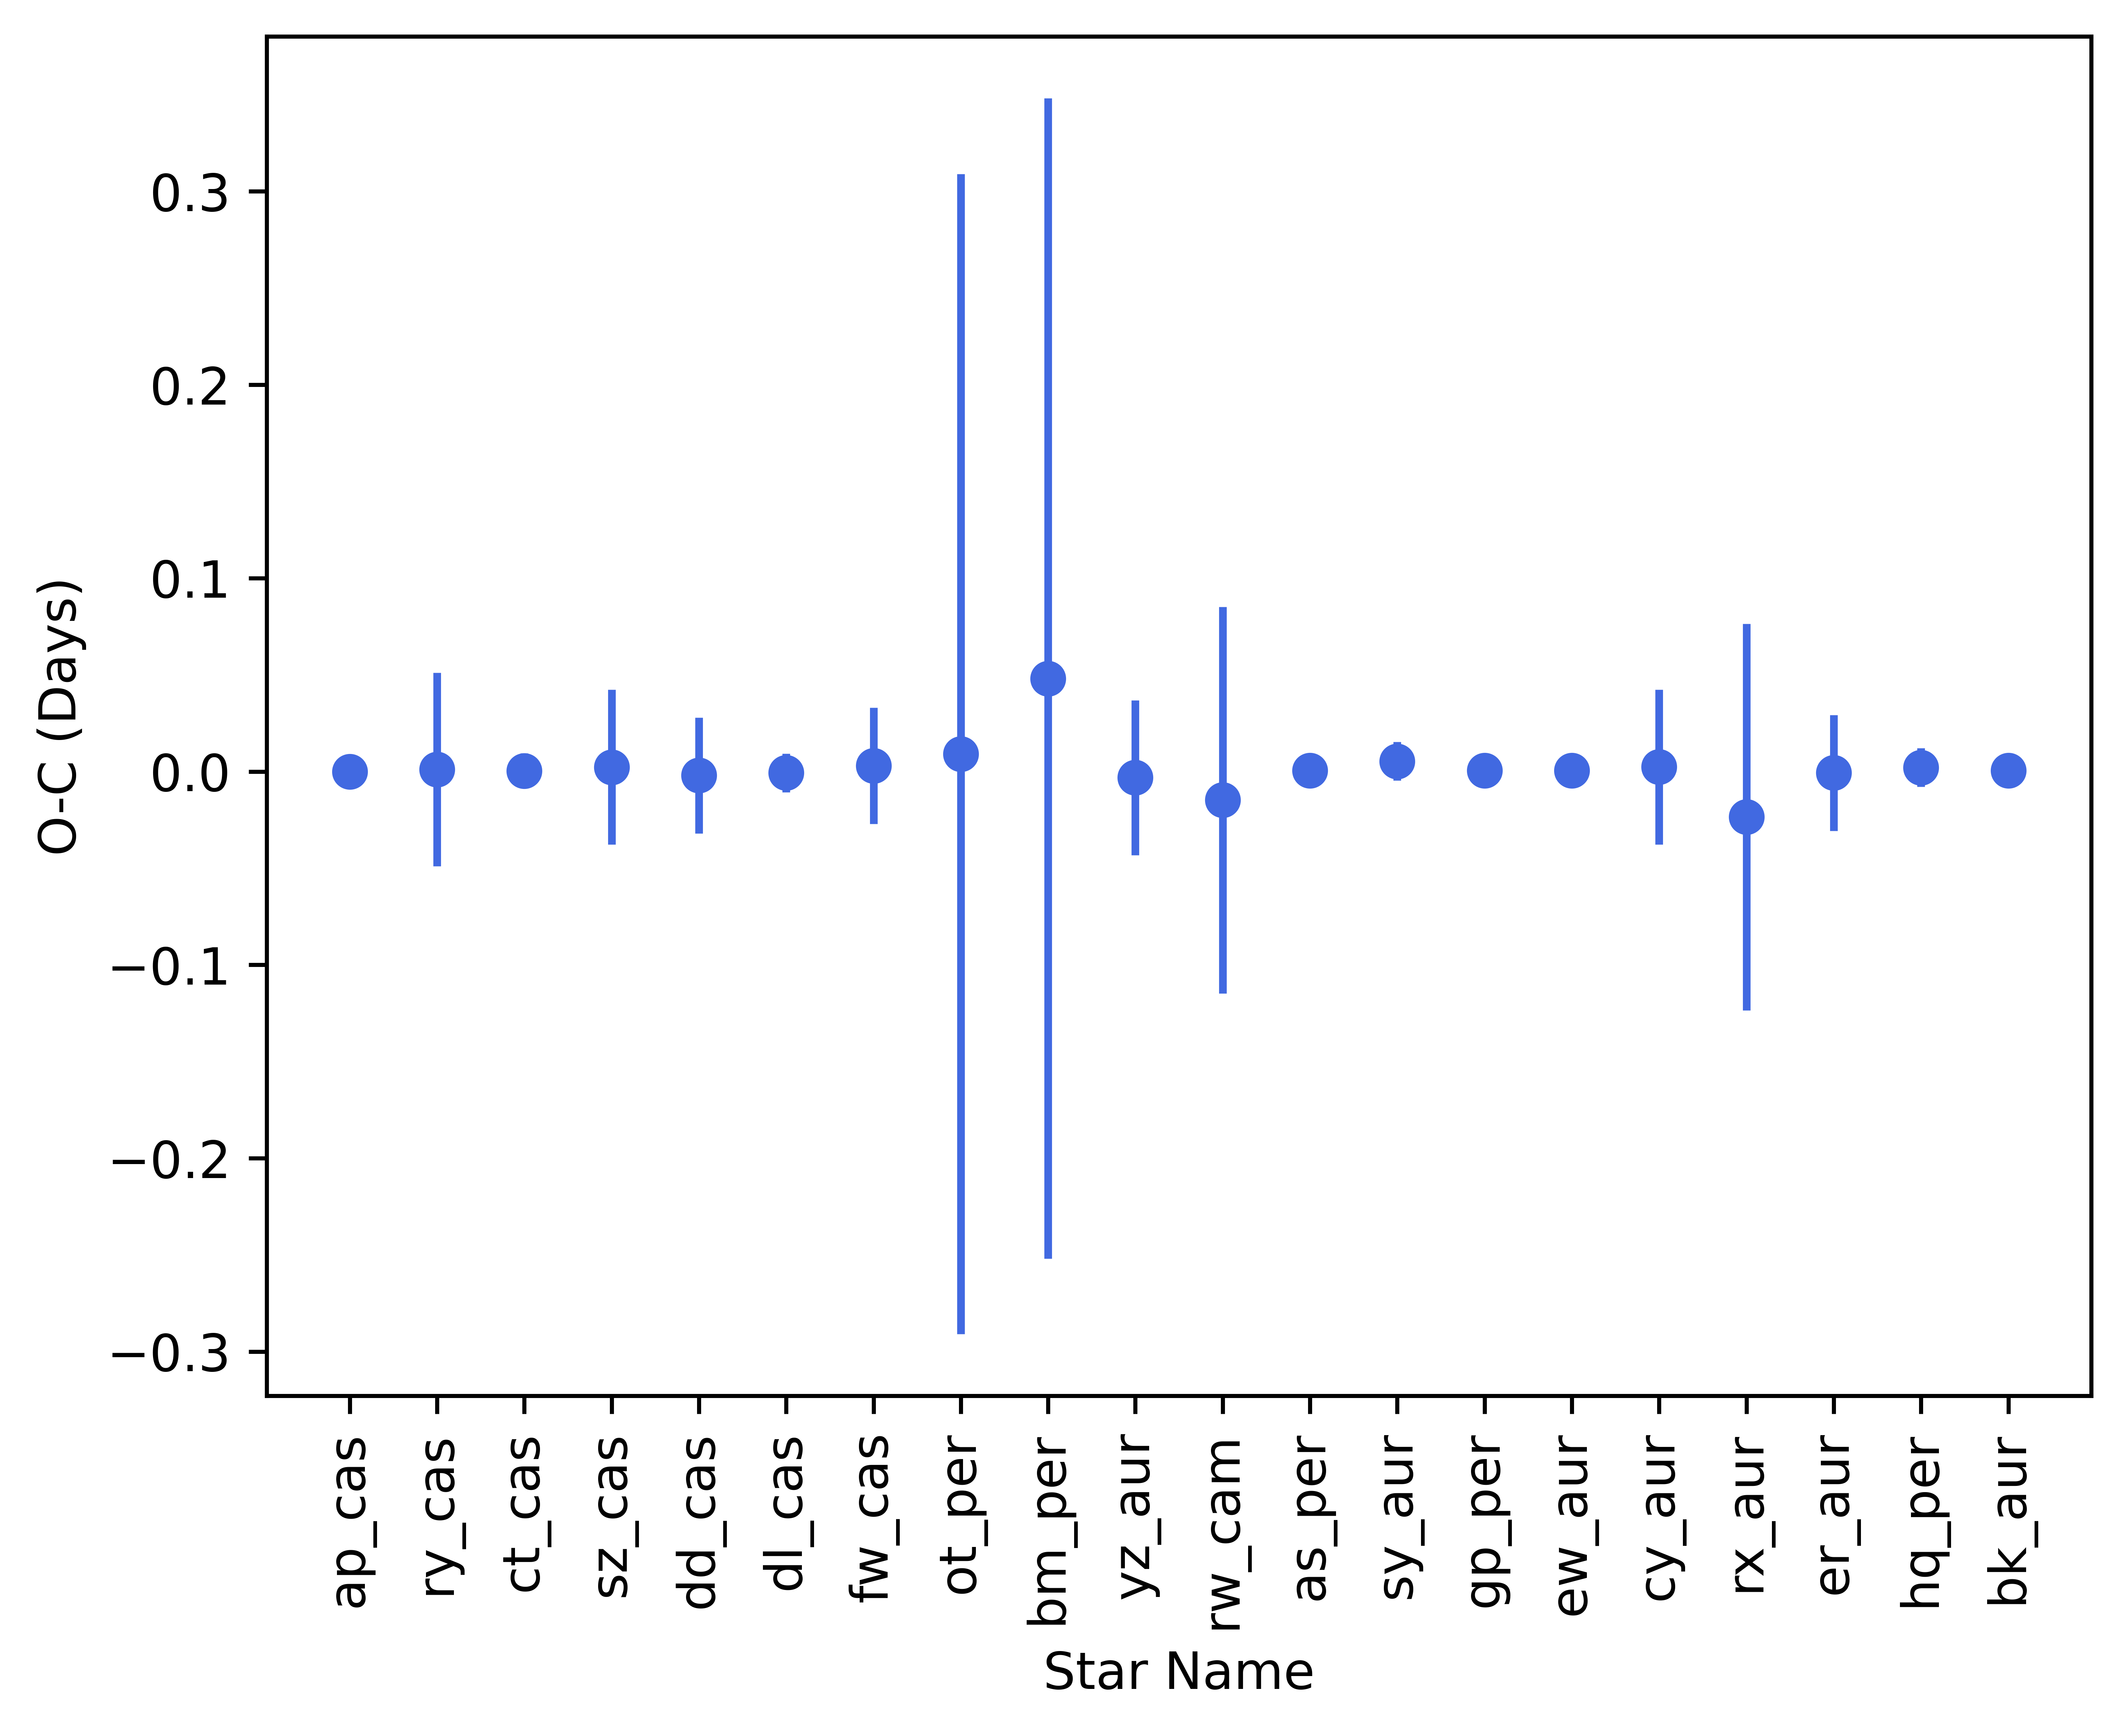 O-C (Days)
0.3
0.2
0.1
0.0
−0.1
−0.2
−0.3
ap_cas
ry_cas
ct_cas
sz_cas
dd_cas
dl_cas
fw_cas
ot_per
bm_per
yz_aur
rw_cam
as_per
sy_aur
gp_per
ew_aur
cy_aur
rx_aur
er_aur
hq_per
bk_aur
Star Name